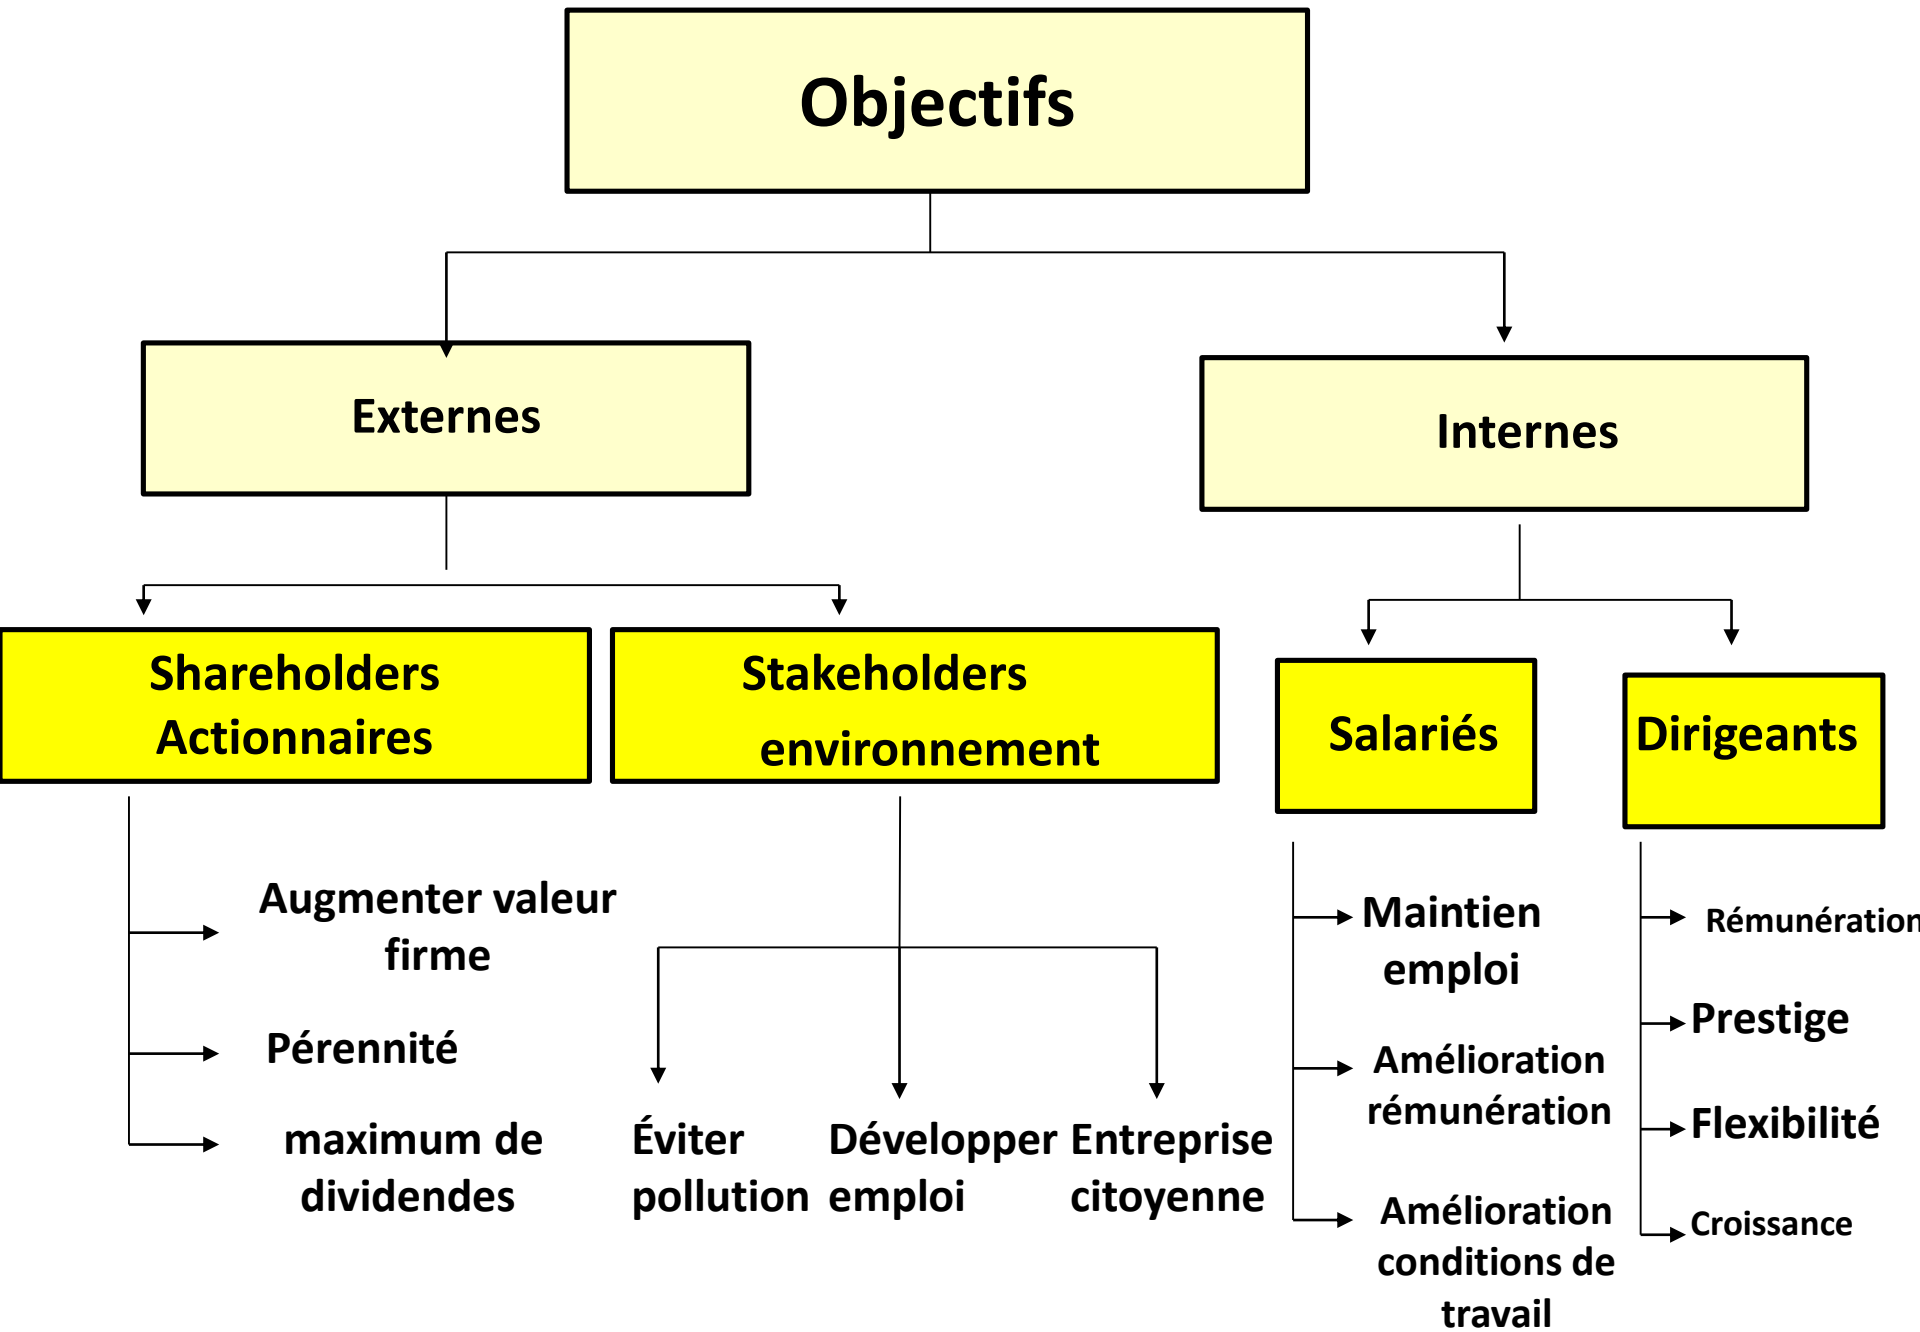 Objectifs
Externes
Internes
Shareholders
Actionnaires
Stakeholders
environnement
Salariés
Dirigeants
Augmenter valeur
firme
Pérennité
maximum de
dividendes
Éviter
pollution
Développer
emploi
Entreprise
citoyenne
Maintien
emploi
Amélioration
rémunération
Amélioration
conditions de
travail
Rémunération
Prestige
Flexibilité
Croissance